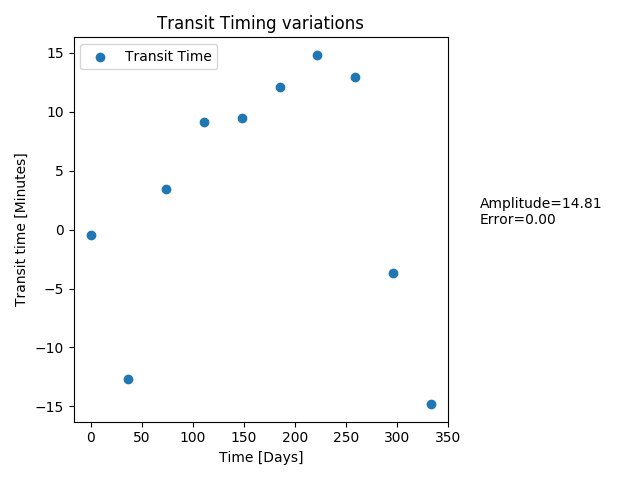 Transit Timing variations
Transit Time
15
10
5
0
−5
−10
−15
Transit time [Minutes]
0
50
100
150
200
250
300
350
Time [Days]
Amplitude=14.81
Error=0.00